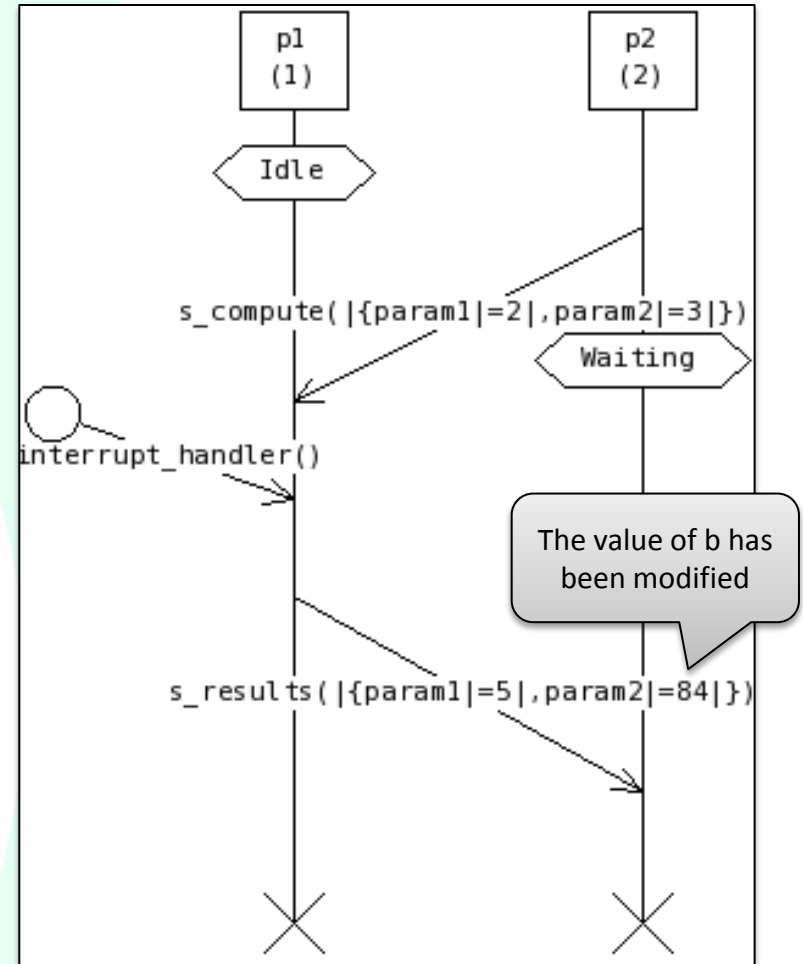 p1
(1)
p2
(2)
Idle
s_compute(|{param1|=2|,param2|=3|})
Waiting
interrupt_handler()
The value of b has
been modified
s_results(|{param1|=5|,param2|=84|})